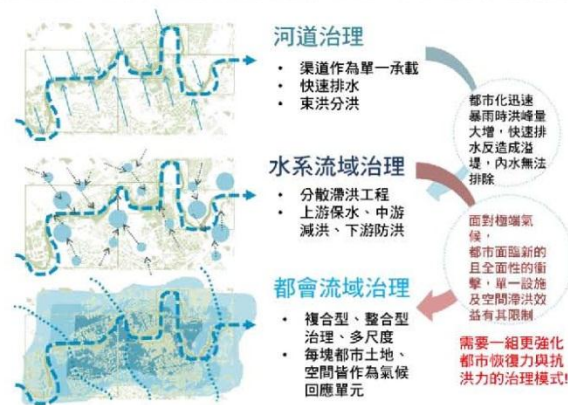 河道治理
• 渠道作為單一承載
• 快速排水
• 束洪分洪
都市化迅速
暴雨時洪峰量
大增，快速排
水反造成溢
堤，內水無法
排除
水系流域治理
• 分散滯洪工程
• 上游保水、中游
減洪、下游防洪
面對極端氣
候，
都市面臨新的
且全面性的衝
擊，單一設施
及空間滯洪效
益有其限制
都會流域治理
• 複合型、整合型
治理、多尺度
• 每塊都市土地、
空間皆作為氣候
回應單元
需要一組更強化
都市恢復力與抗
洪力的治理模式!